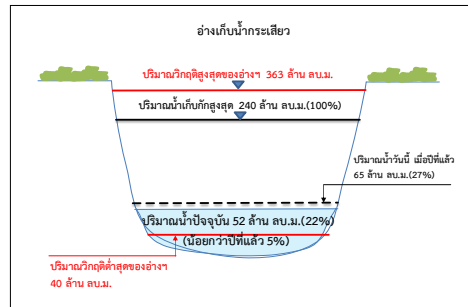 อ่างเก็บน้ำกระเสียว
ปริมาณวิกฤติสูงสุดของอ่างฯ 363 ล้าน ลบ.ม.
ปริมาณน้ำเก็บกักสูงสุด 240 ล้าน ลบ.ม.(100%)
ปริมาณน้ำวันนี้ เมื่อปีที่แล้ว
65 ล้าน ลบ.ม.(27%)
ปริมาณน้ำปัจจุบัน 52 ล้าน ลบ.ม.(22%)
(น้อยกว่าปีที่แล้ว 5%)
ปริมาณวิกฤติต่ำสุดของอ่างฯ
40 ล้าน ลบ.ม.